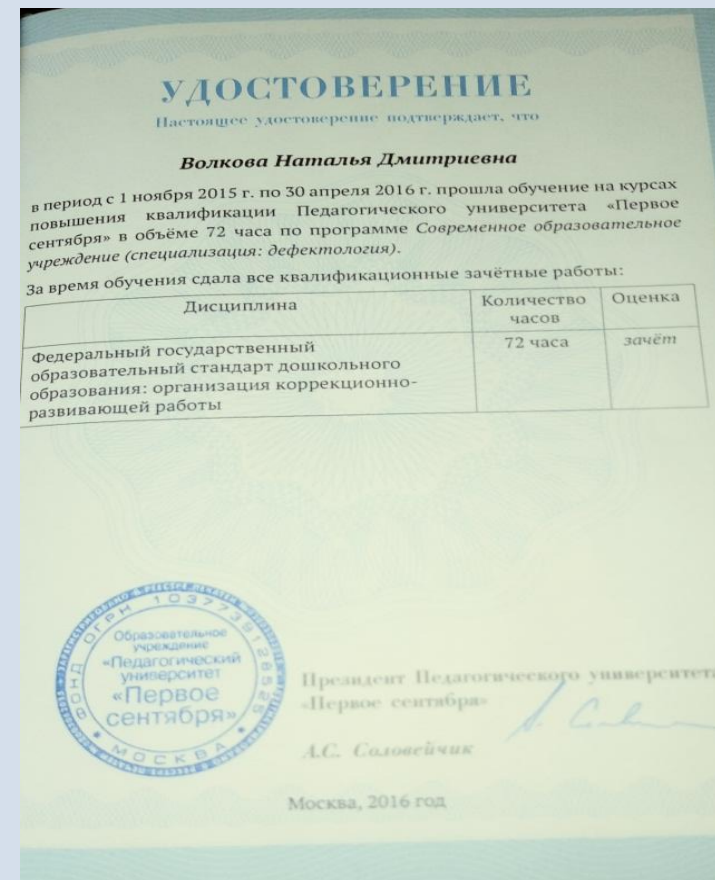 УДОСТОВЕРЕНИЕ
Настоящее удостоверение подтверждает, что
Волкова Наталья Дмитриевна
в период с 1 ноября 2015 г. по 30 апреля 2016 г. прошла обучение на курсах
повышения квалификации Педагогического университета «Первое
сентября» в объёме 72 часа по программе Современное образовательное
учреждение (специализация: дефектология).
За время обучения сдала все квалификационные зачётные работы:
Дисциплина
Количество
часов
Оценка
Федеральный государственный
образовательный стандарт дошкольного
образования: организация коррекционно-
развивающей работы
72 часа
зачёт
ФОНД ОГРН 1037739128525
Образовательное
учреждение
«Педагогический
университет
«Первое
сентября»
МОСКВА
Президент Педагогического университета
«Первое сентября»
А.С. Соловейчик
Москва, 2016 год